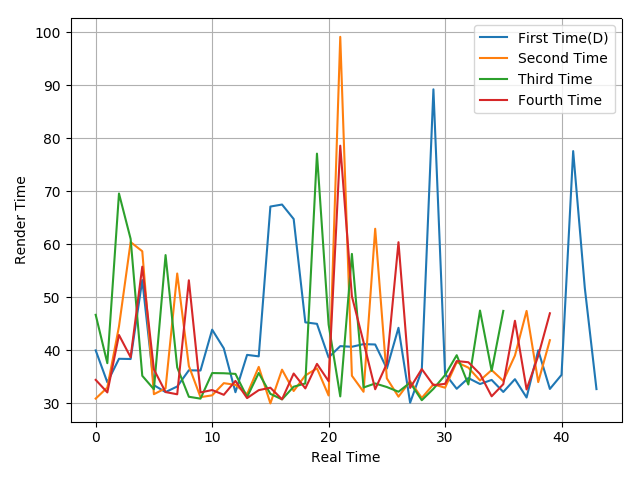 100
90
80
70
60
50
40
30
Render Time
0 10 20 30 40
Real Time
First Time(D)
Second Time
Third Time
Fourth Time